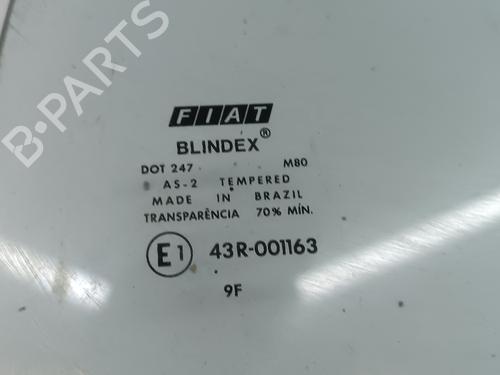 B-PARTS
FIAT
BLINDEX®
DOT 247 M80
AS-2 TEMPERED
MADE IN BRAZIL
TRANSPARÊNCIA 70% MÍN.
E1 43R-001163
9F